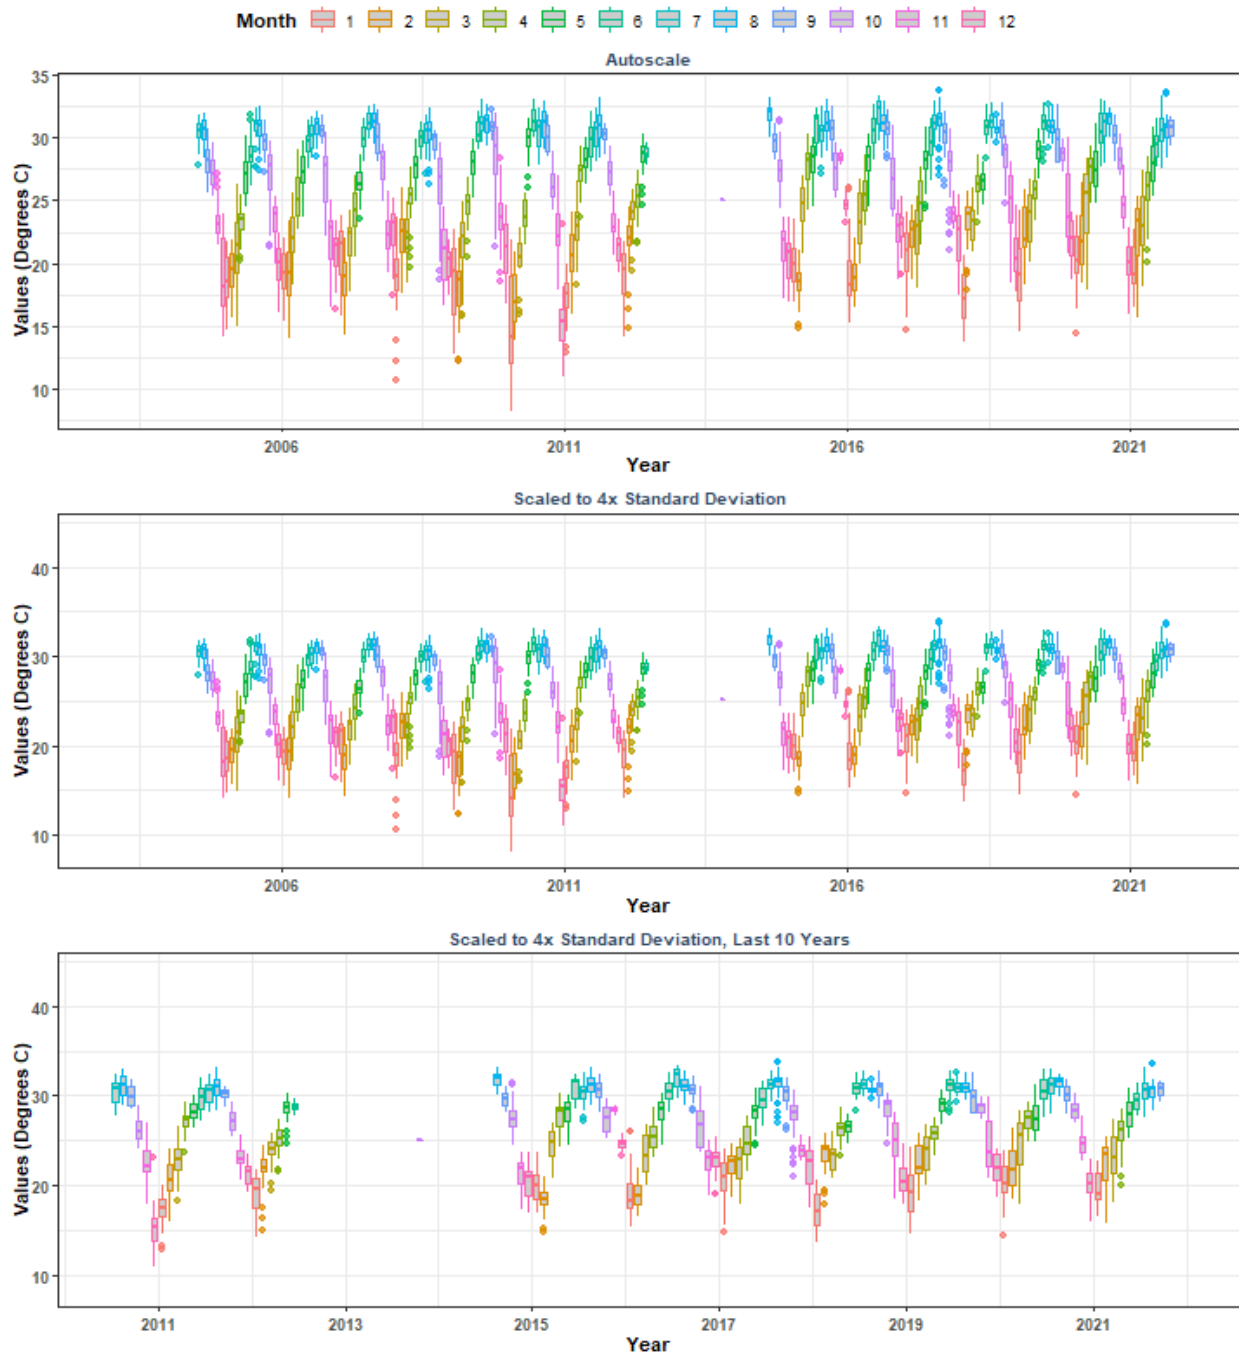 Month 1 2 3 4 5 6 7 8 9 10 11 12
Autoscale
Values (Degrees C)
35
30
25
20
15
10
2006 2011 2016 2021
Year
Scaled to 4x Standard Deviation
Values (Degrees C)
40
30
20
10
2006 2011 2016 2021
Year
Scaled to 4x Standard Deviation, Last 10 Years
Values (Degrees C)
40
30
20
10
2011 2013 2015 2017 2019 2021
Year